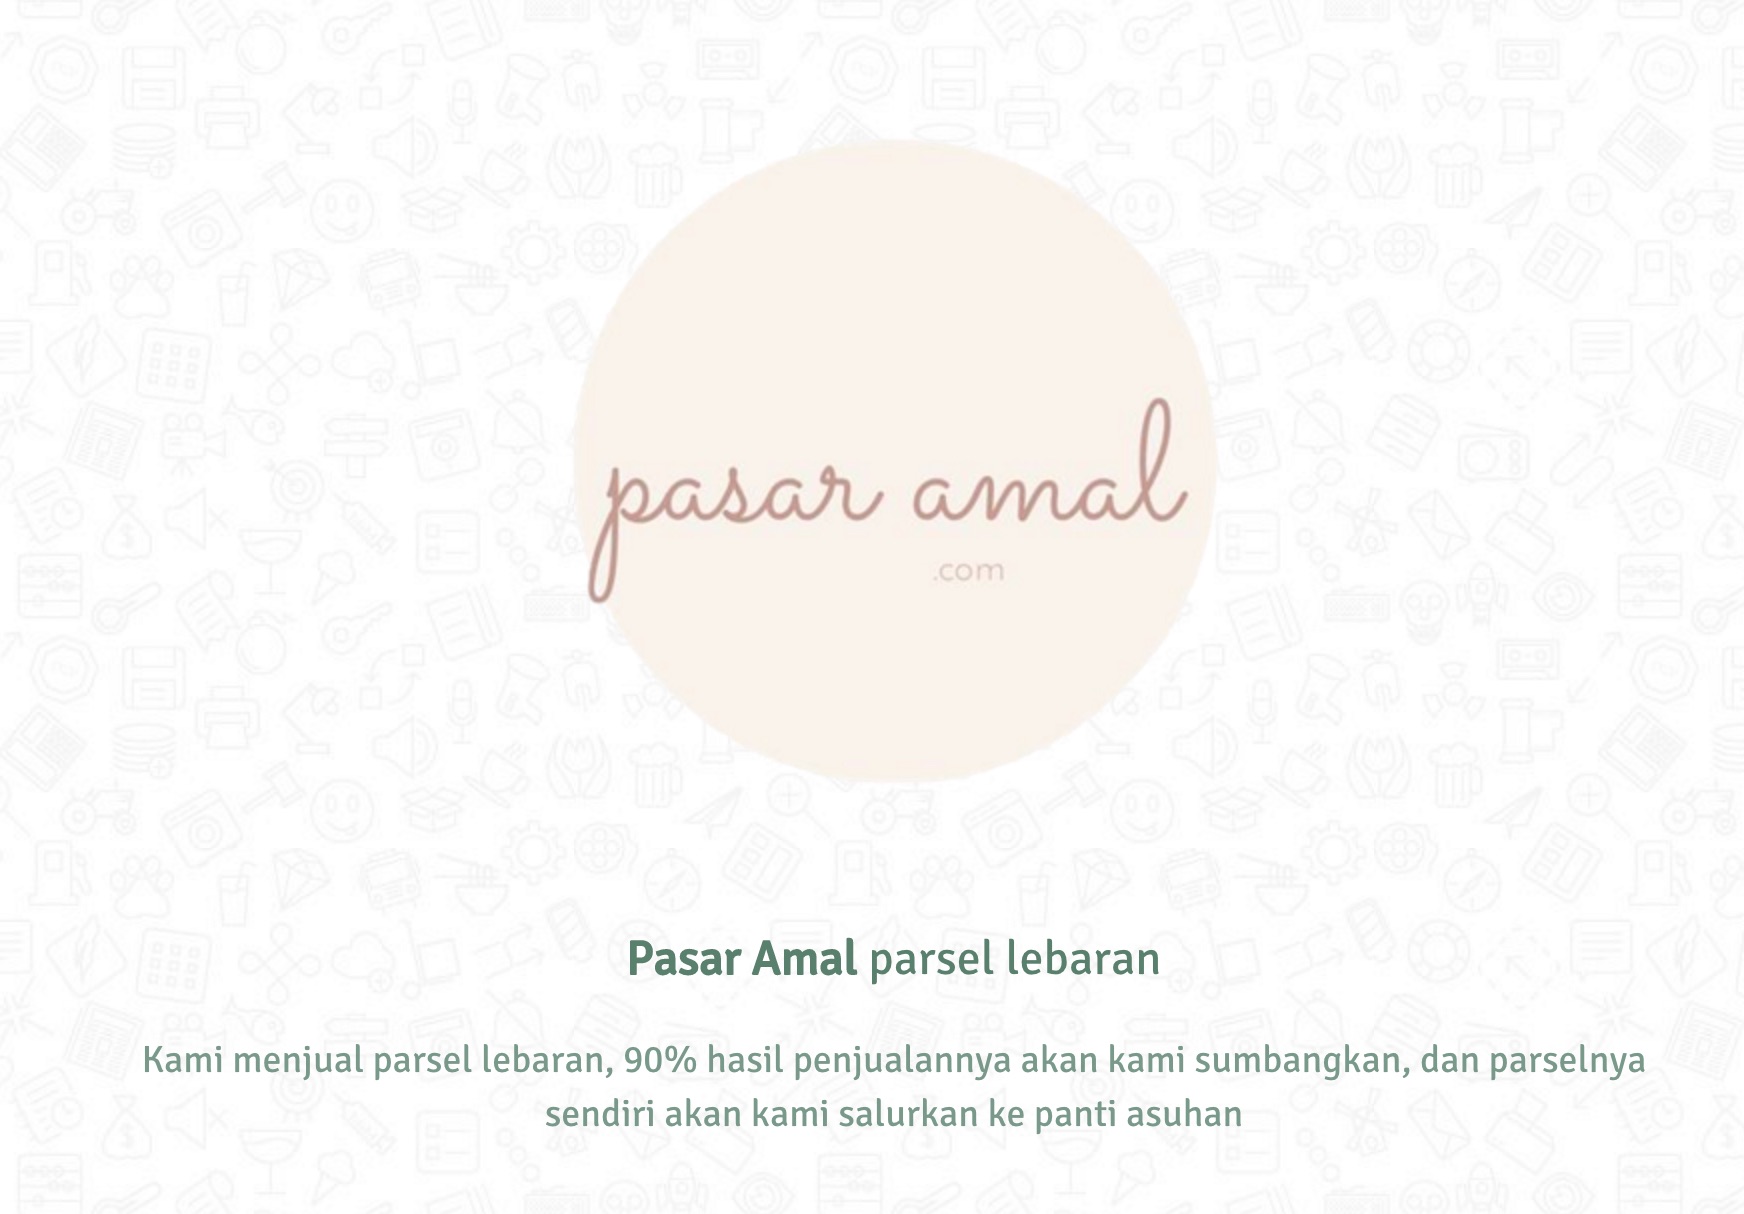 pasar amal
.com
Pasar Amal parsel lebaran
Kami menjual parsel lebaran, 90% hasil penjualannya akan kami sumbangkan, dan parselnya
sendiri akan kami salurkan ke panti asuhan